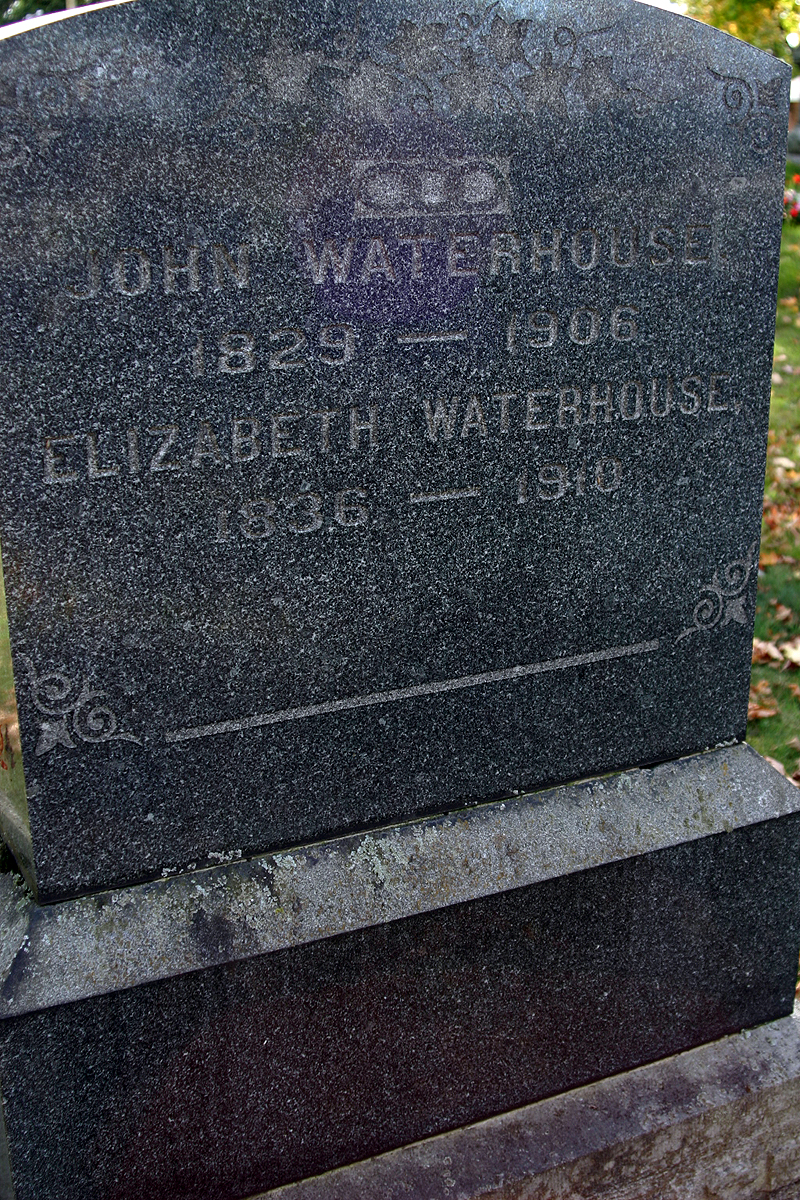 JOHN WATERHOUSE,
1829 — 1906
ELIZABETH WATERHOUSE,
1836 — 1910